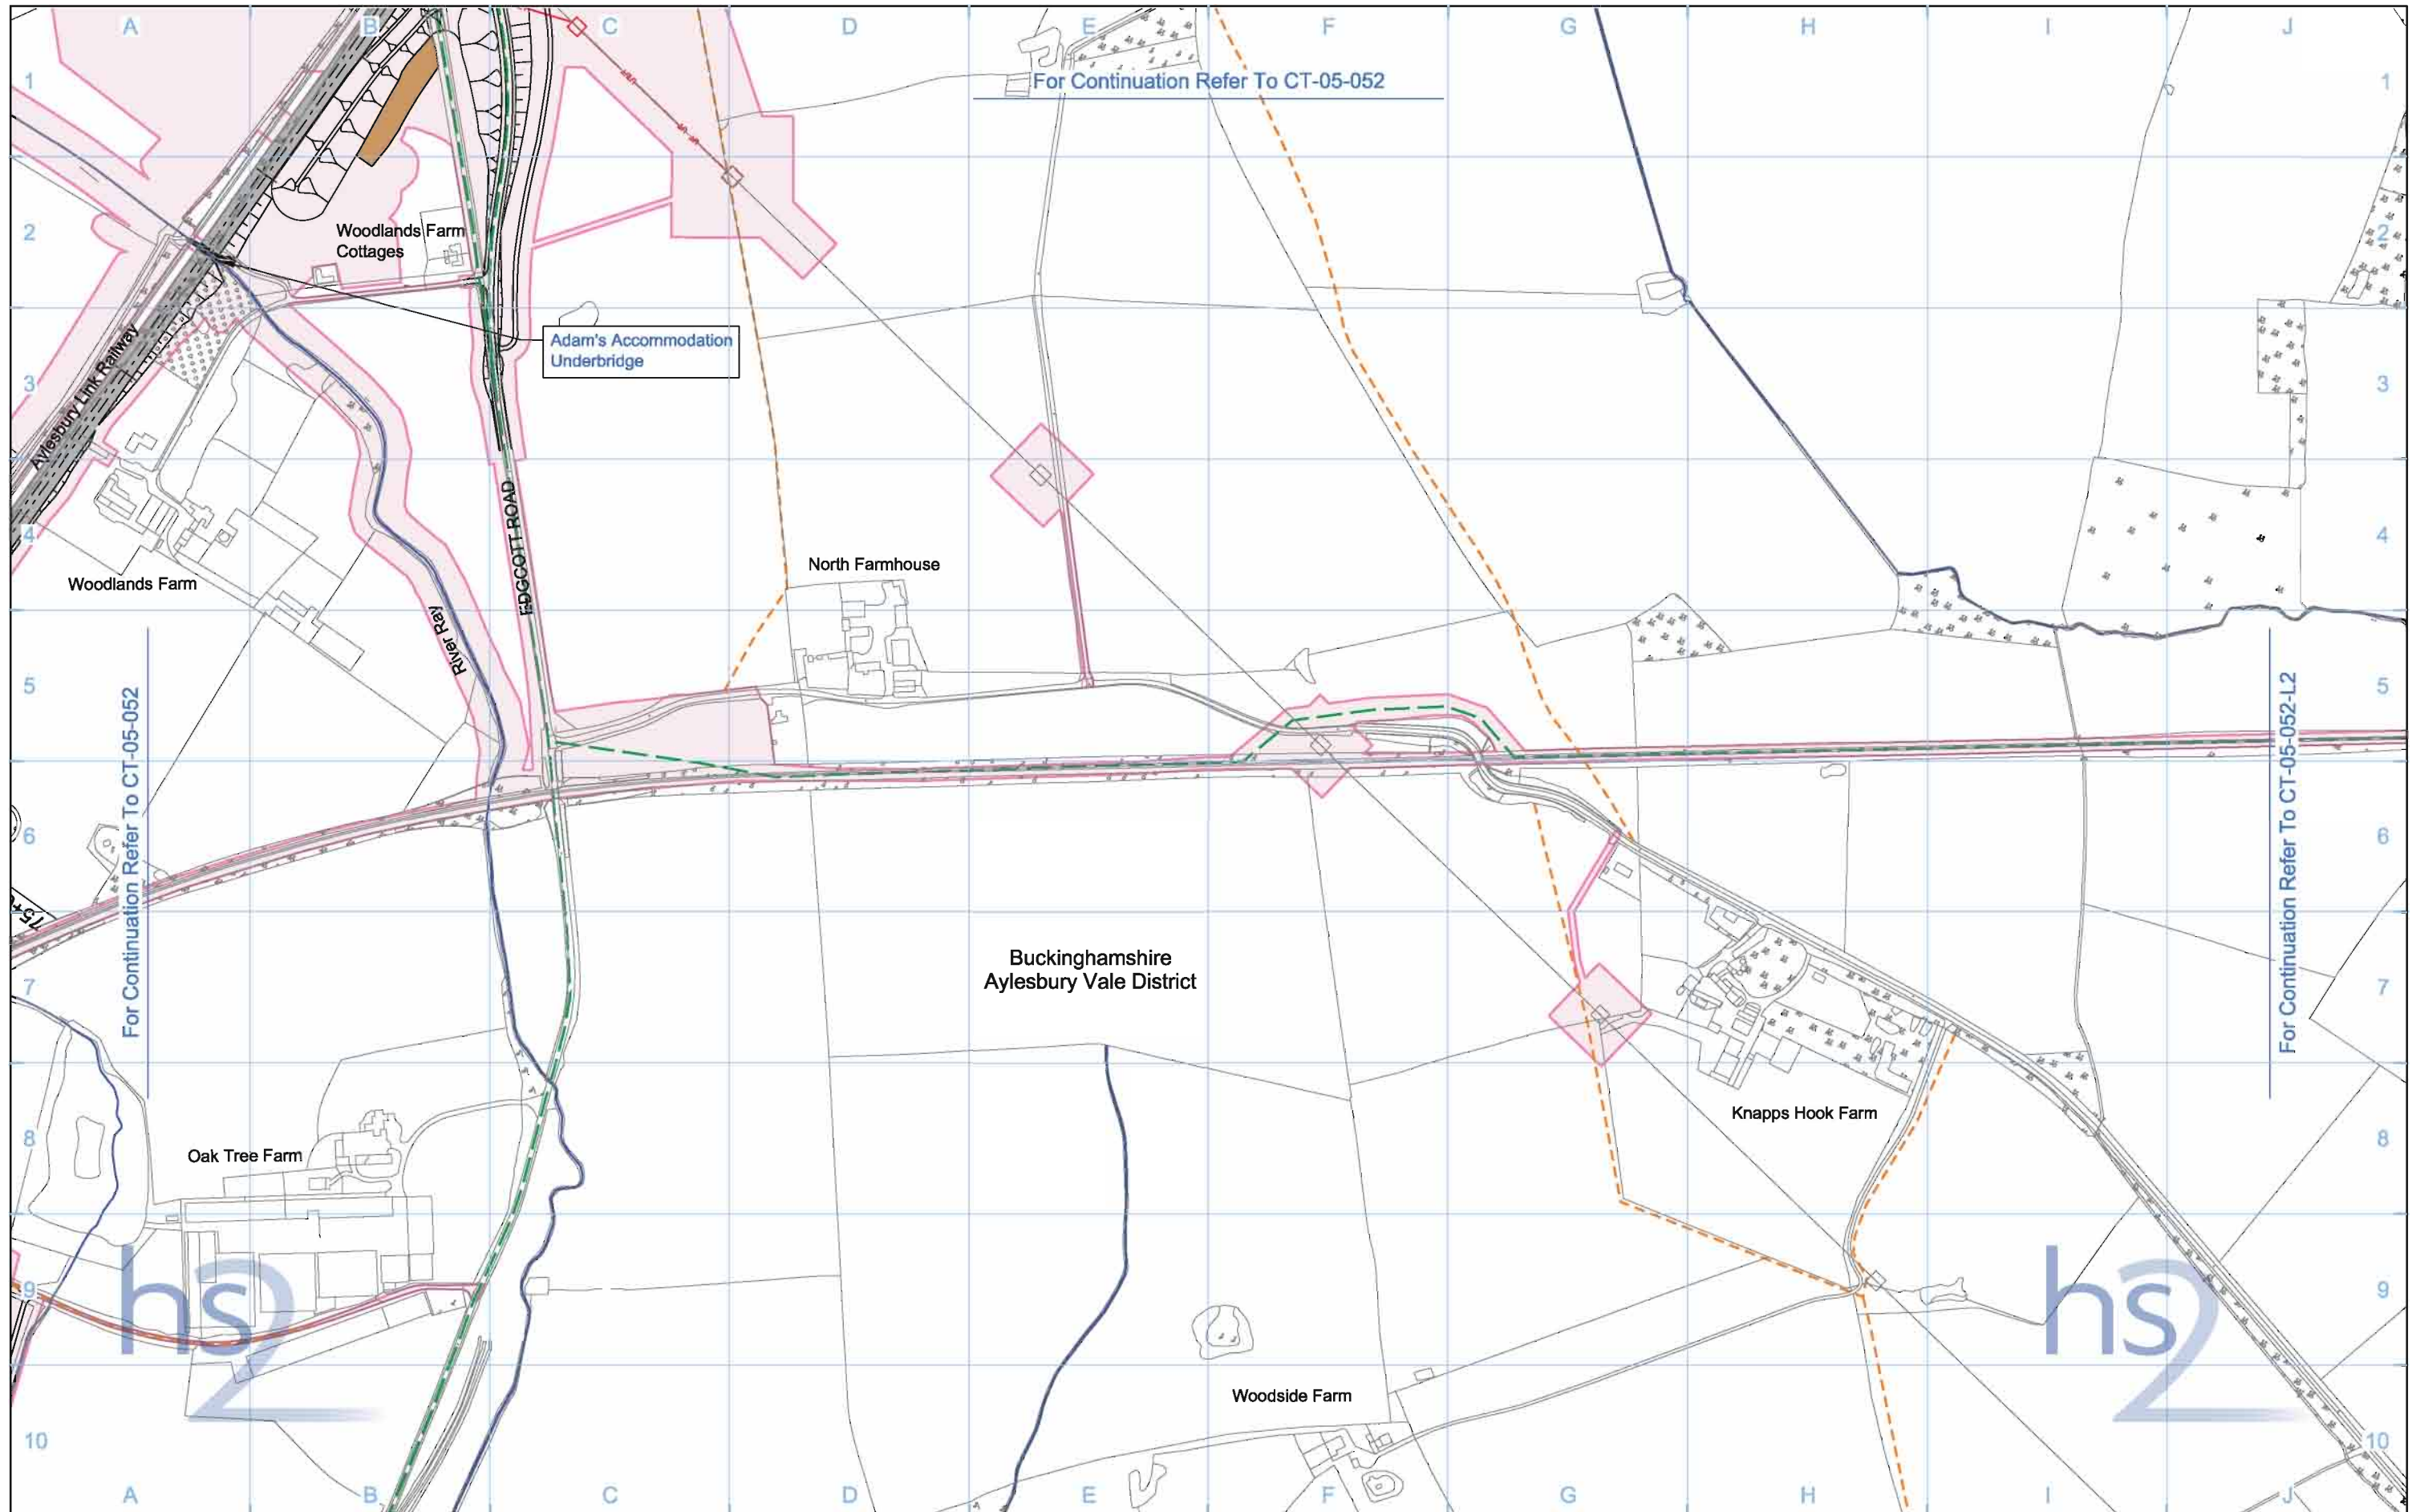 A B C D E F G H I J
For Continuation Refer To CT-05-052
1 1
2 2
Woodlands Farm
Cottages
Adam's Accommodation
Underbridge
Aylesbury Link Railway
3 3
EDGCOTT ROAD
4 4
North Farmhouse
Woodlands Farm
River Ray
5 5
For Continuation Refer To CT-05-052
For Continuation Refer To CT-05-052-L2
6 6
Buckinghamshire
Aylesbury Vale District
7 7
Knapps Hook Farm
8 8
Oak Tree Farm
9 9
hs2
hs2
Woodside Farm
10 10
A B C D E F G H I J